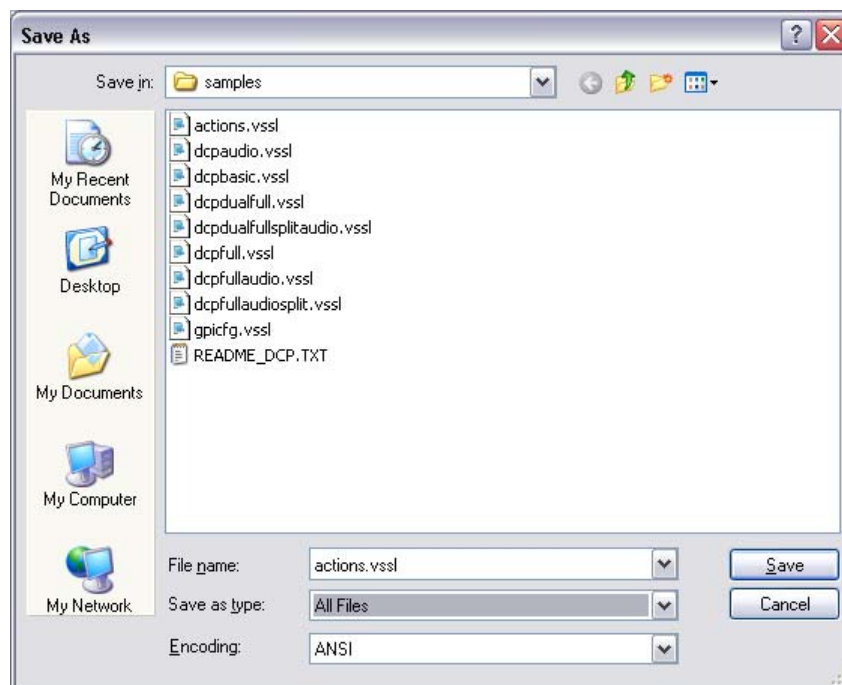 Save As
Save in:
samples
My Recent
Documents
Desktop
My Documents
My Computer
My Network
actions.vssl
dcpaudio.vssl
dcpbasic.vssl
dcpdualfull.vssl
dcpdualfullsplitaudio.vssl
dcpfull.vssl
dcpfullaudio.vssl
dcpfullaudiosplit.vssl
gpicfg.vssl
README_DCP.TXT
File name:
actions.vssl
Save
Save as type:
All Files
Cancel
Encoding:
ANSI